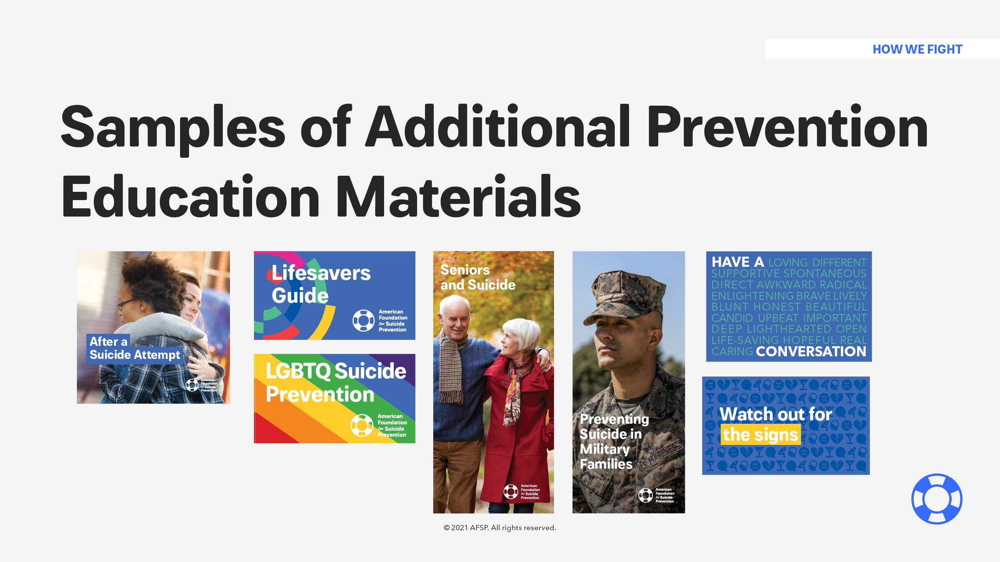 HOW WE FIGHT
Samples of Additional Prevention
Education Materials
After a
Suicide Attempt
American
Foundation
for Suicide
Prevention
Lifesavers
Guide
American
Foundation
for Suicide
Prevention
LGBTQ Suicide
Prevention
American
Foundation
for Suicide
Prevention
Seniors
and Suicide
American
Foundation
for Suicide
Prevention
Preventing
Suicide in
Military
Families
U.S. MARINES
American
Foundation
for Suicide
Prevention
HAVE A LOVING DIFFERENT
SUPPORTIVE SPONTANEOUS
DIRECT AWKWARD RADICAL
ENLIGHTENING BRAVE LIVELY
BLUNT HONEST BEAUTIFUL
CANDID UPBEAT IMPORTANT
DEEP LIGHTHEARTED OPEN
LIFE-SAVING HOPEFUL REAL
CARING CONVERSATION
Watch out for
the signs
© 2021 AFSP. All rights reserved.